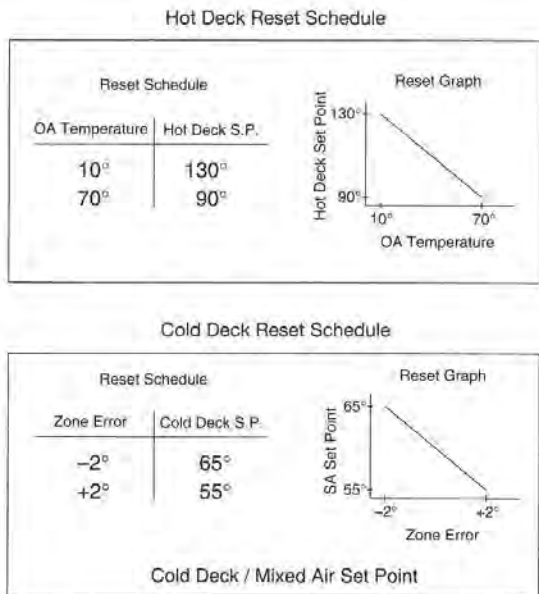 Hot Deck Reset Schedule
Reset Schedule
OA Temperature Hot Deck S.P.
10° 130°
70° 90°
Reset Graph
Hot Deck Set Point
130°
90°
10° 70°
OA Temperature
Cold Deck Reset Schedule
Reset Schedule
Zone Error Cold Deck S.P.
−2° 65°
+2° 55°
Reset Graph
SA Set Point
65°
55°
−2° +2°
Zone Error
Cold Deck / Mixed Air Set Point